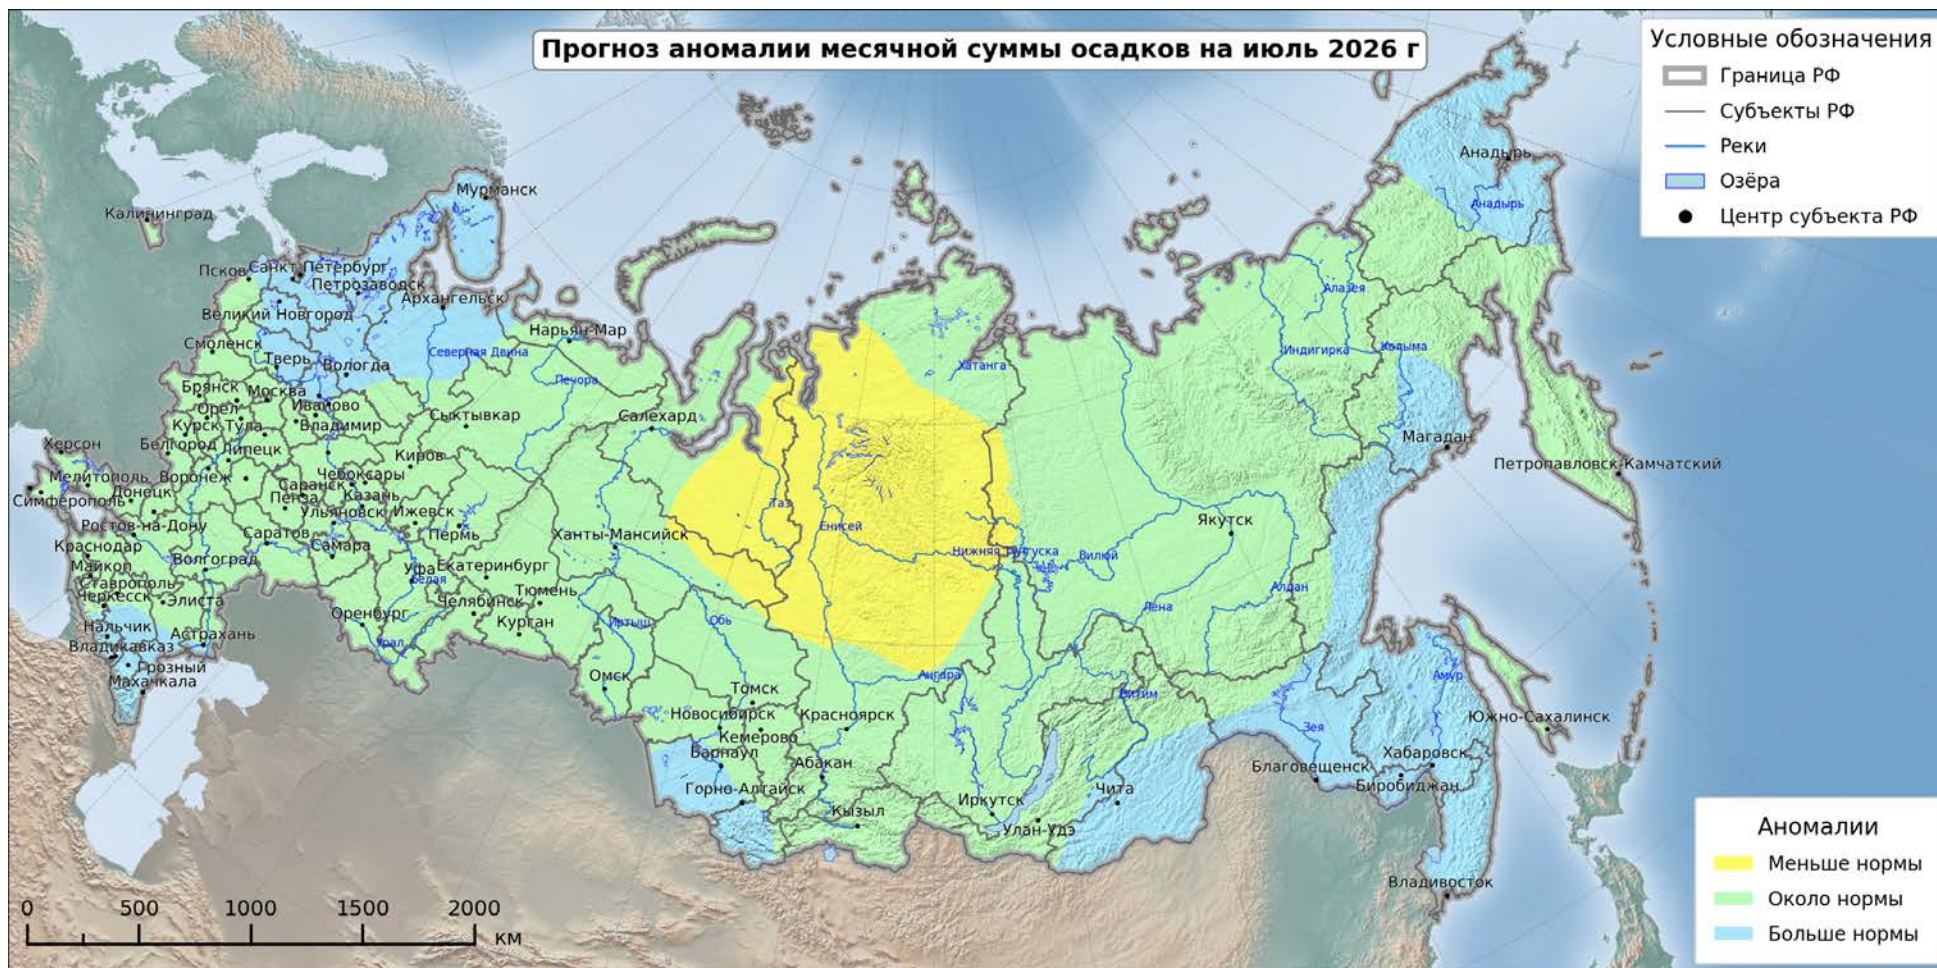 Прогноз аномалии месячной суммы осадков на июль 2026 г
Условные обозначения
Граница РФ
Субъекты РФ
Реки
Озёра
Центр субъекта РФ
Анадырь
Анадырь
Мурманск
Калининград
Псков
Санкт-Петербург
Петрозаводск
Архангельск
Великий Новгород
Нарьян-Мар
Смоленск
Тверь
Вологда
Северная Двина
Печора
Хатанга
Алазея
Индигирка
Колыма
Брянск
Москва
Орёл
Иваново
Курск
Тула
Владимир
Сыктывкар
Салехард
Херсон
Белгород
Липецк
Киров
Магадан
Мелитополь
Воронеж
Чебоксары
Саранск
Казань
Петропавловск-Камчатский
Симферополь
Донецк
Пенза
Ульяновск
Ижевск
Таз
Ростов-на-Дону
Саратов
Самара
Пермь
Ханты-Мансийск
Енисей
Якутск
Краснодар
Волгоград
Нижняя Тунгуска
Вилюй
Майкоп
Уфа
Екатеринбург
Белая
Ставрополь
Черкесск
Элиста
Оренбург
Челябинск
Тюмень
Алдан
Лена
Нальчик
Астрахань
Курган
Иртыш
Обь
Владикавказ
Урал
Грозный
Махачкала
Омск
Томск
Ангара
Витим
Амур
Новосибирск
Красноярск
Зея
Южно-Сахалинск
Кемерово
Барнаул
Абакан
Благовещенск
Хабаровск
Биробиджан
Горно-Алтайск
Кызыл
Иркутск
Чита
Улан-Удэ
Владивосток
Аномалии
Меньше нормы
Около нормы
Больше нормы
0 500 1000 1500 2000
км